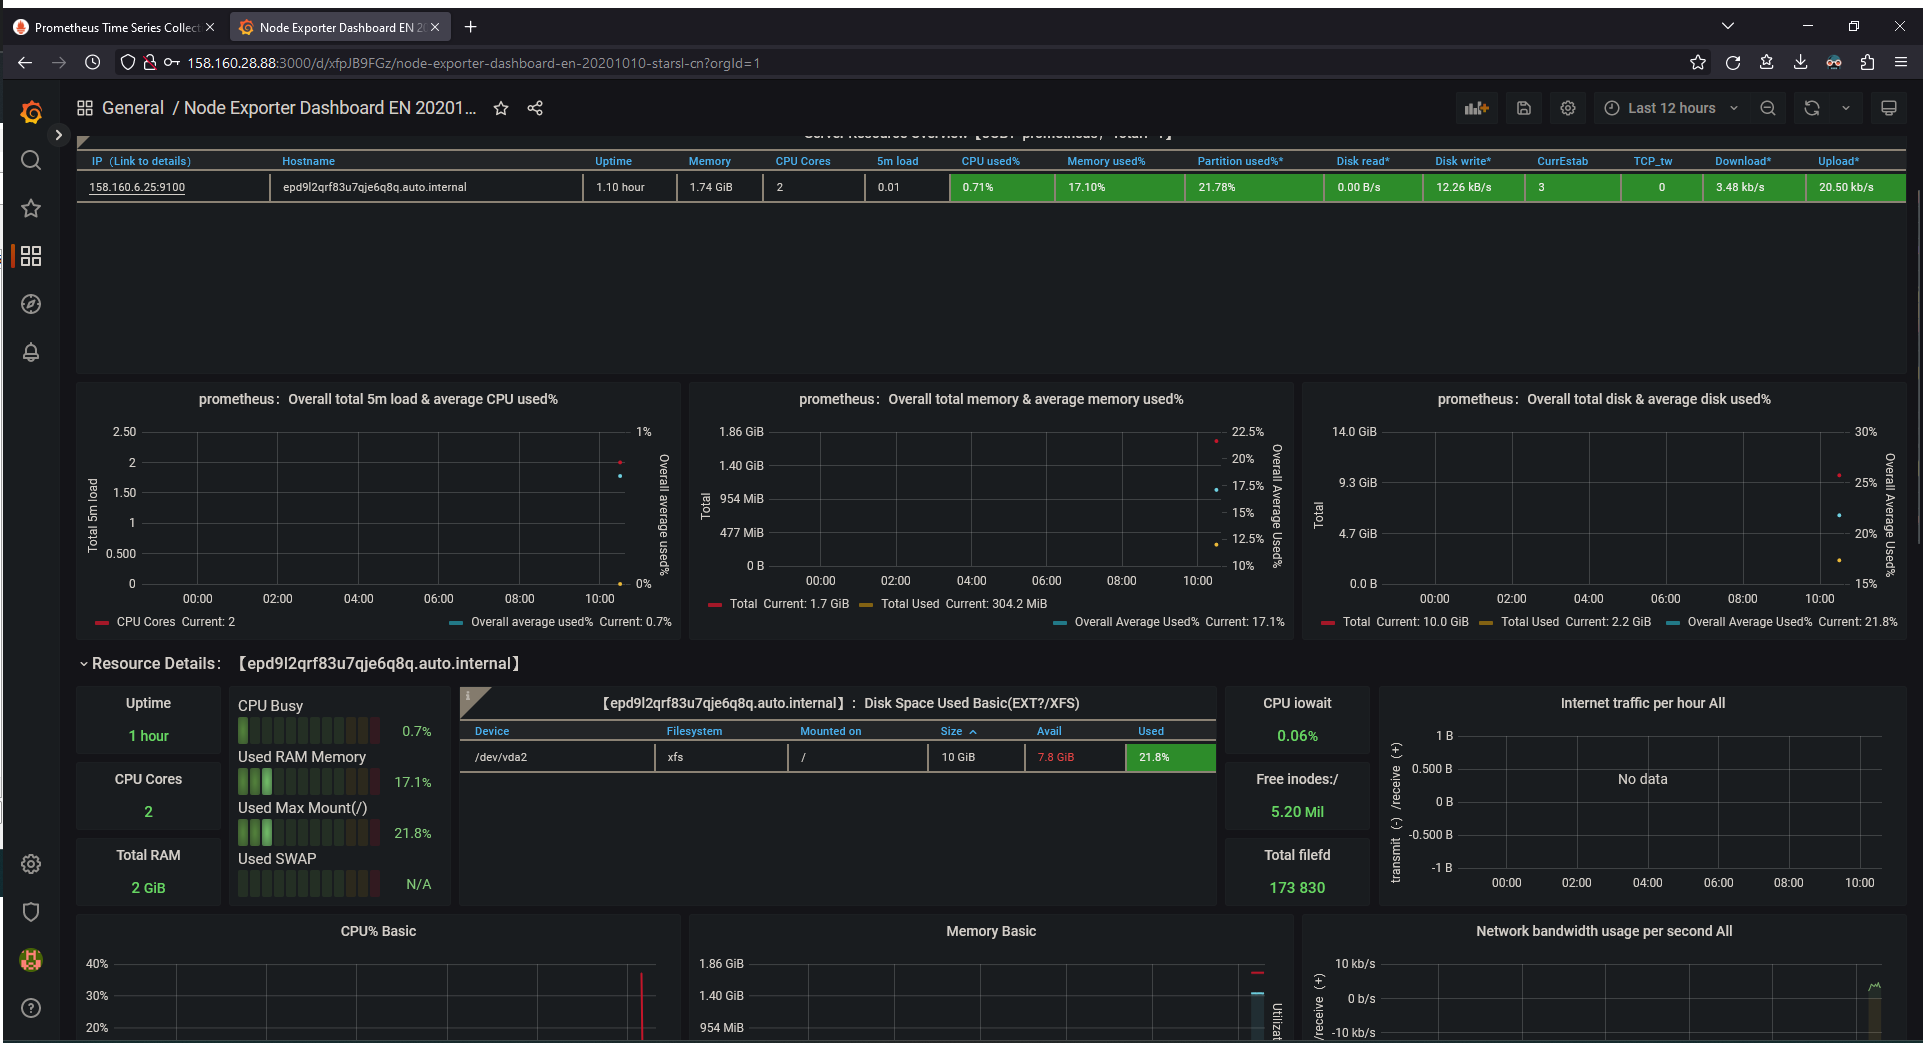 Prometheus Time Series Collect
Node Exporter Dashboard EN 20
158.160.28.88:3000/d/xfpJB9FGz/node-exporter-dashboard-en-20201010-starsl-cn?orgId=1
General / Node Exporter Dashboard EN 20201...
Last 12 hours
IP（Link to details） Hostname Uptime Memory CPU Cores 5m load CPU used% Memory used% Partition used%* Disk read* Disk write* CurrEstab TCP_tw Download* Upload*
158.160.6.25:9100 epd9l2qrf83u7qje6q8q.auto.internal 1.10 hour 1.74 GiB 2 0.01 0.71% 17.10% 21.78% 0.00 B/s 12.26 kB/s 3 0 3.48 kb/s 20.50 kb/s
prometheus：Overall total 5m load & average CPU used%
2.50
2
1.50
1
0.500
0
Total 5m load
1%
0%
Overall average used%
00:00 02:00 04:00 06:00 08:00 10:00
CPU Cores Current: 2
Overall average used% Current: 0.7%
prometheus：Overall total memory & average memory used%
1.86 GiB
1.40 GiB
954 MiB
477 MiB
0 B
Total
22.5%
20%
17.5%
15%
12.5%
10%
Overall Average Used%
00:00 02:00 04:00 06:00 08:00 10:00
Total Current: 1.7 GiB
Total Used Current: 304.2 MiB
Overall Average Used% Current: 17.1%
prometheus：Overall total disk & average disk used%
14.0 GiB
9.3 GiB
4.7 GiB
0.0 B
Total
30%
25%
20%
15%
Overall Average Used%
00:00 02:00 04:00 06:00 08:00 10:00
Total Current: 10.0 GiB
Total Used Current: 2.2 GiB
Overall Average Used% Current: 21.8%
Resource Details：【epd9l2qrf83u7qje6q8q.auto.internal】
Uptime
1 hour
CPU Cores
2
Total RAM
2 GiB
CPU Busy
0.7%
Used RAM Memory
17.1%
Used Max Mount(/)
21.8%
Used SWAP
N/A
i
【epd9l2qrf83u7qje6q8q.auto.internal】：Disk Space Used Basic(EXT?/XFS)
Device Filesystem Mounted on Size Avail Used
/dev/vda2 xfs / 10 GiB 7.8 GiB 21.8%
CPU iowait
0.06%
Free inodes:/
5.20 Mil
Total filefd
173 830
Internet traffic per hour All
1 B
0.500 B
0 B
-0.500 B
-1 B
transmit（-）/receive（+）
No data
00:00 02:00 04:00 06:00 08:00 10:00
CPU% Basic
40%
30%
20%
Memory Basic
1.86 GiB
1.40 GiB
954 MiB
Utilizat
Network bandwidth usage per second All
10 kb/s
0 b/s
-10 kb/s
/receive（+）